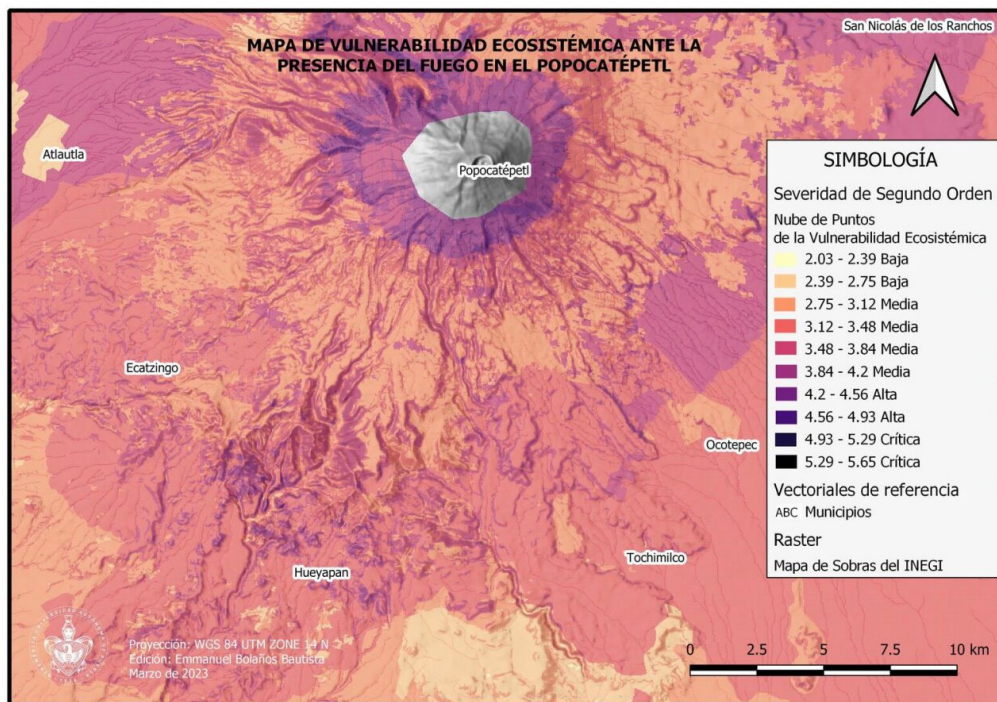 San Nicolás de los Ranchos
MAPA DE VULNERABILIDAD ECOSISTÉMICA ANTE LA
PRESENCIA DEL FUEGO EN EL POPOCATÉPETL
Atlautla
Popocatépetl
Ecatzingo
Ocotepec
Tochimilco
Hueyapan
SIMBOLOGÍA
Severidad de Segundo Orden
Nube de Puntos
de la Vulnerabilidad Ecosistémica
2.03 - 2.39 Baja
2.39 - 2.75 Baja
2.75 - 3.12 Media
3.12 - 3.48 Media
3.48 - 3.84 Media
3.84 - 4.2 Media
4.2 - 4.56 Alta
4.56 - 4.93 Alta
4.93 - 5.29 Crítica
5.29 - 5.65 Crítica
Vectoriales de referencia
ABC Municipios
Raster
Mapa de Sobras del INEGI
Proyección: WGS 84 UTM ZONE 14 N
Edición: Emmanuel Bolaños Bautista
Marzo de 2023
0 2.5 5 7.5 10 km